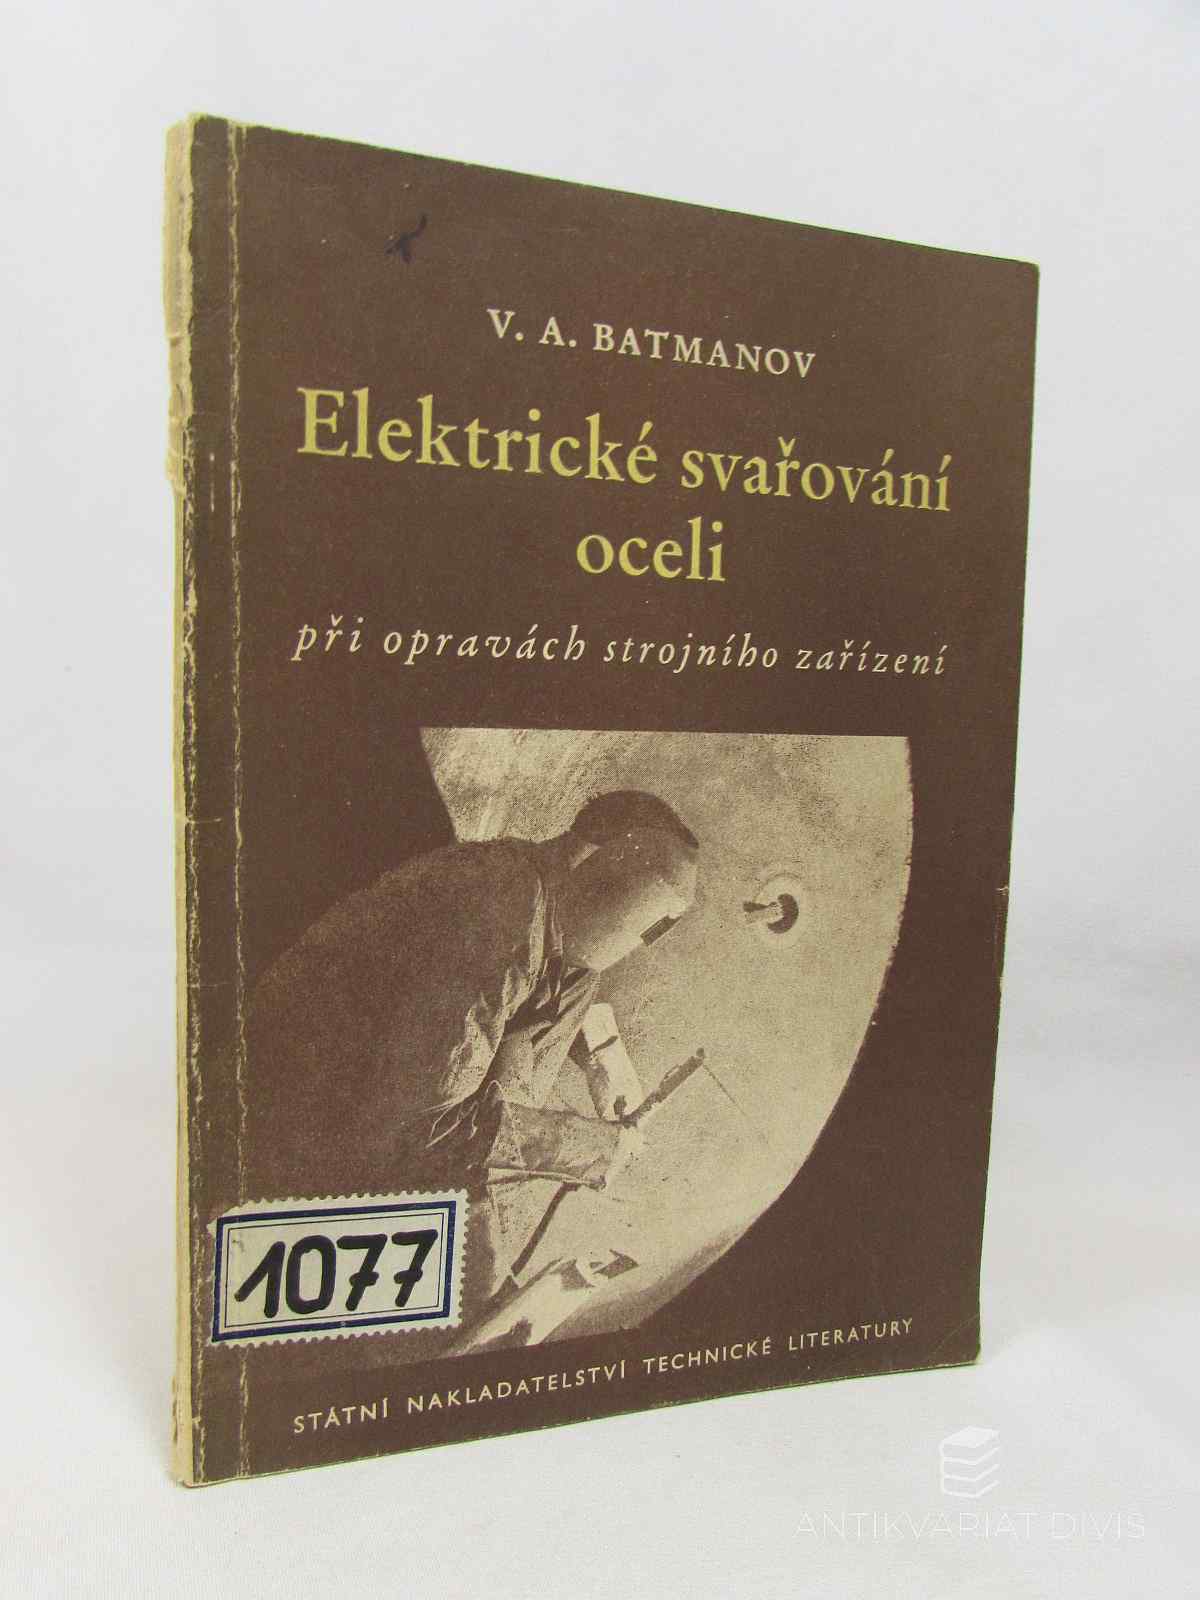 V. A. BATMANOV
Elektrické svařování
oceli
při opravách strojního zařízení
1077
STÁTNÍ NAKLADATELSTVÍ TECHNICKÉ LITERATURY
ANTIKVARIAT DIVIS